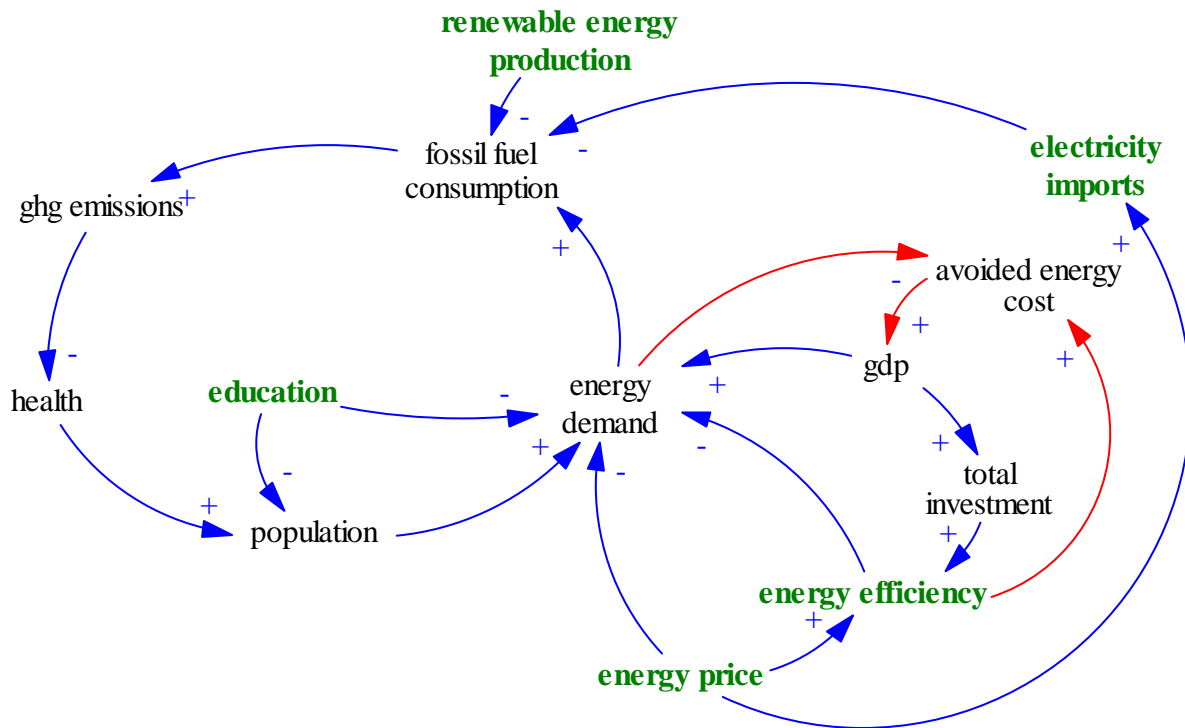 renewable energy
production
-
-
fossil fuel
consumption
electricity
imports
ghg emissions
+
+
+
avoided energy
cost
-
+
+
-
health
education
-
energy
demand
+
gdp
+
-
-
+
-
+
total
investment
+
population
+
energy efficiency
+
energy price